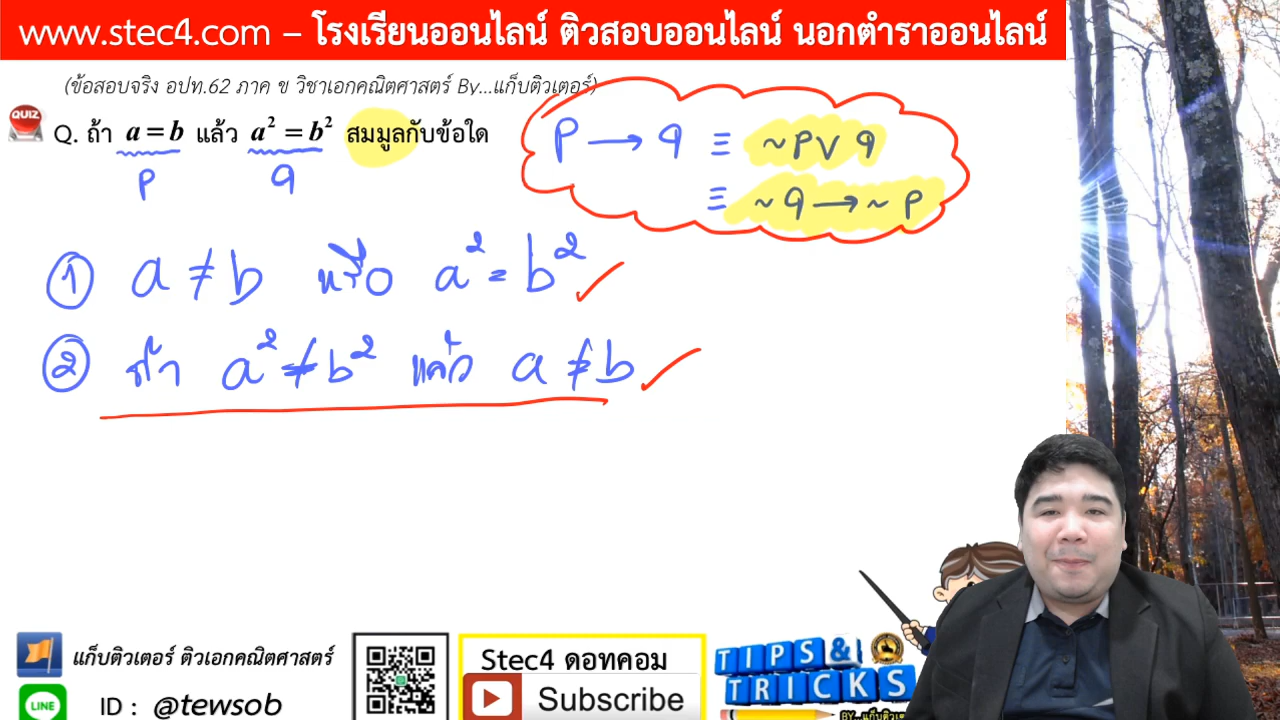 www.stec4.com – โรงเรียนออนไลน์ ติวสอบออนไลน์ นอกตำราออนไลน์
(ข้อสอบจริง อปท.62 ภาค ข วิชาเอกคณิตศาสตร์ By...แก็บติวเตอร์)
QUIZ
Q. ถ้า a = b แล้ว a² = b² สมมูลกับข้อใด
p q
p → q ≡ ~p ∨ q
≡ ~q → ~p
① a ≠ b หรือ a² = b²
② ถ้า a² ≠ b² แล้ว a ≠ b
แก็บติวเตอร์ ติวเอกคณิตศาสตร์
LINE
ID : @tewsob
Stec4 ดอทคอม
Subscribe
TIPS &
TRICKS